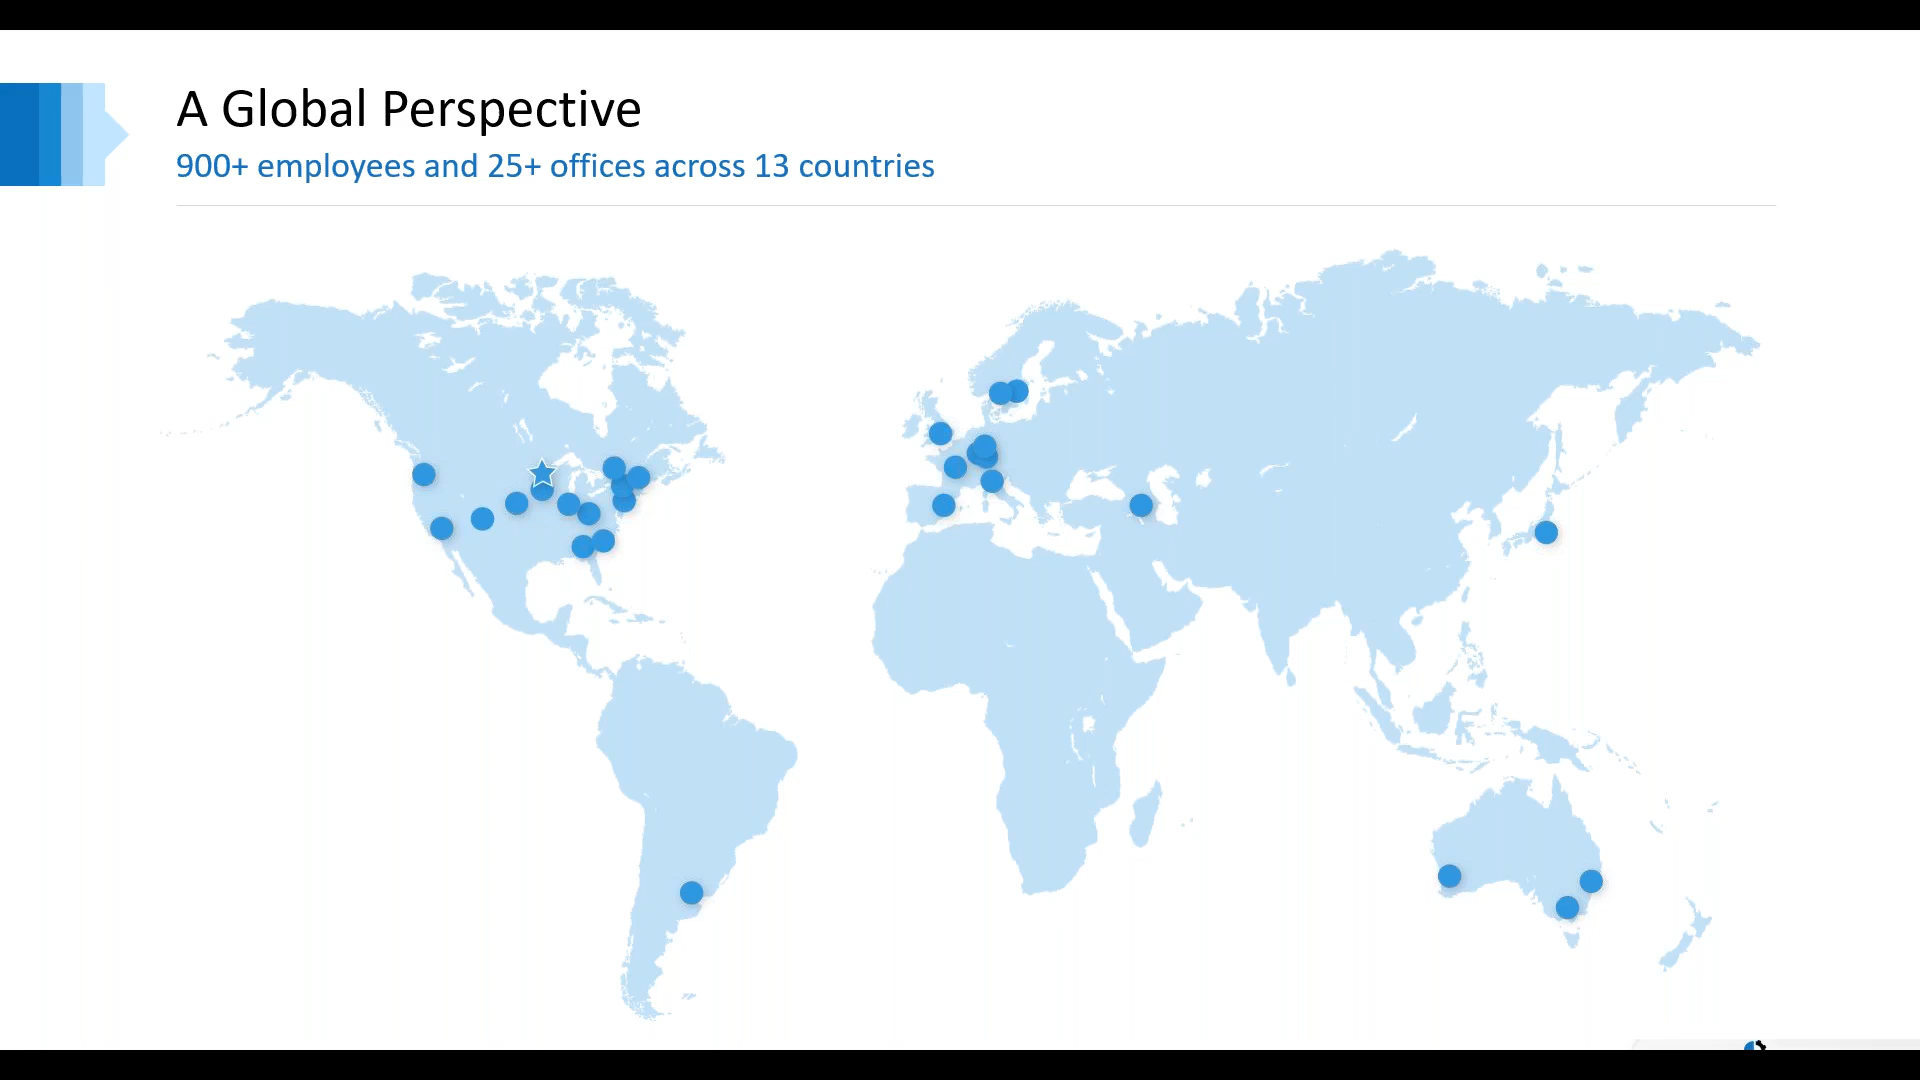 A Global Perspective
900+ employees and 25+ offices across 13 countries